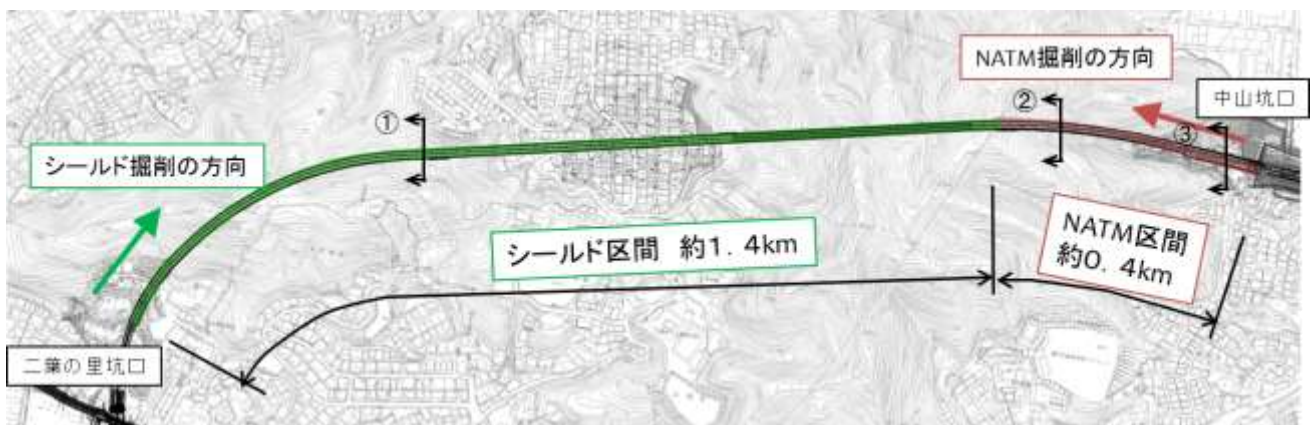 NATM掘削の方向
②
中山坑口
①
③
シールド掘削の方向
シールド区間 約1.4km
NATM区間
約0.4km
二葉の里坑口